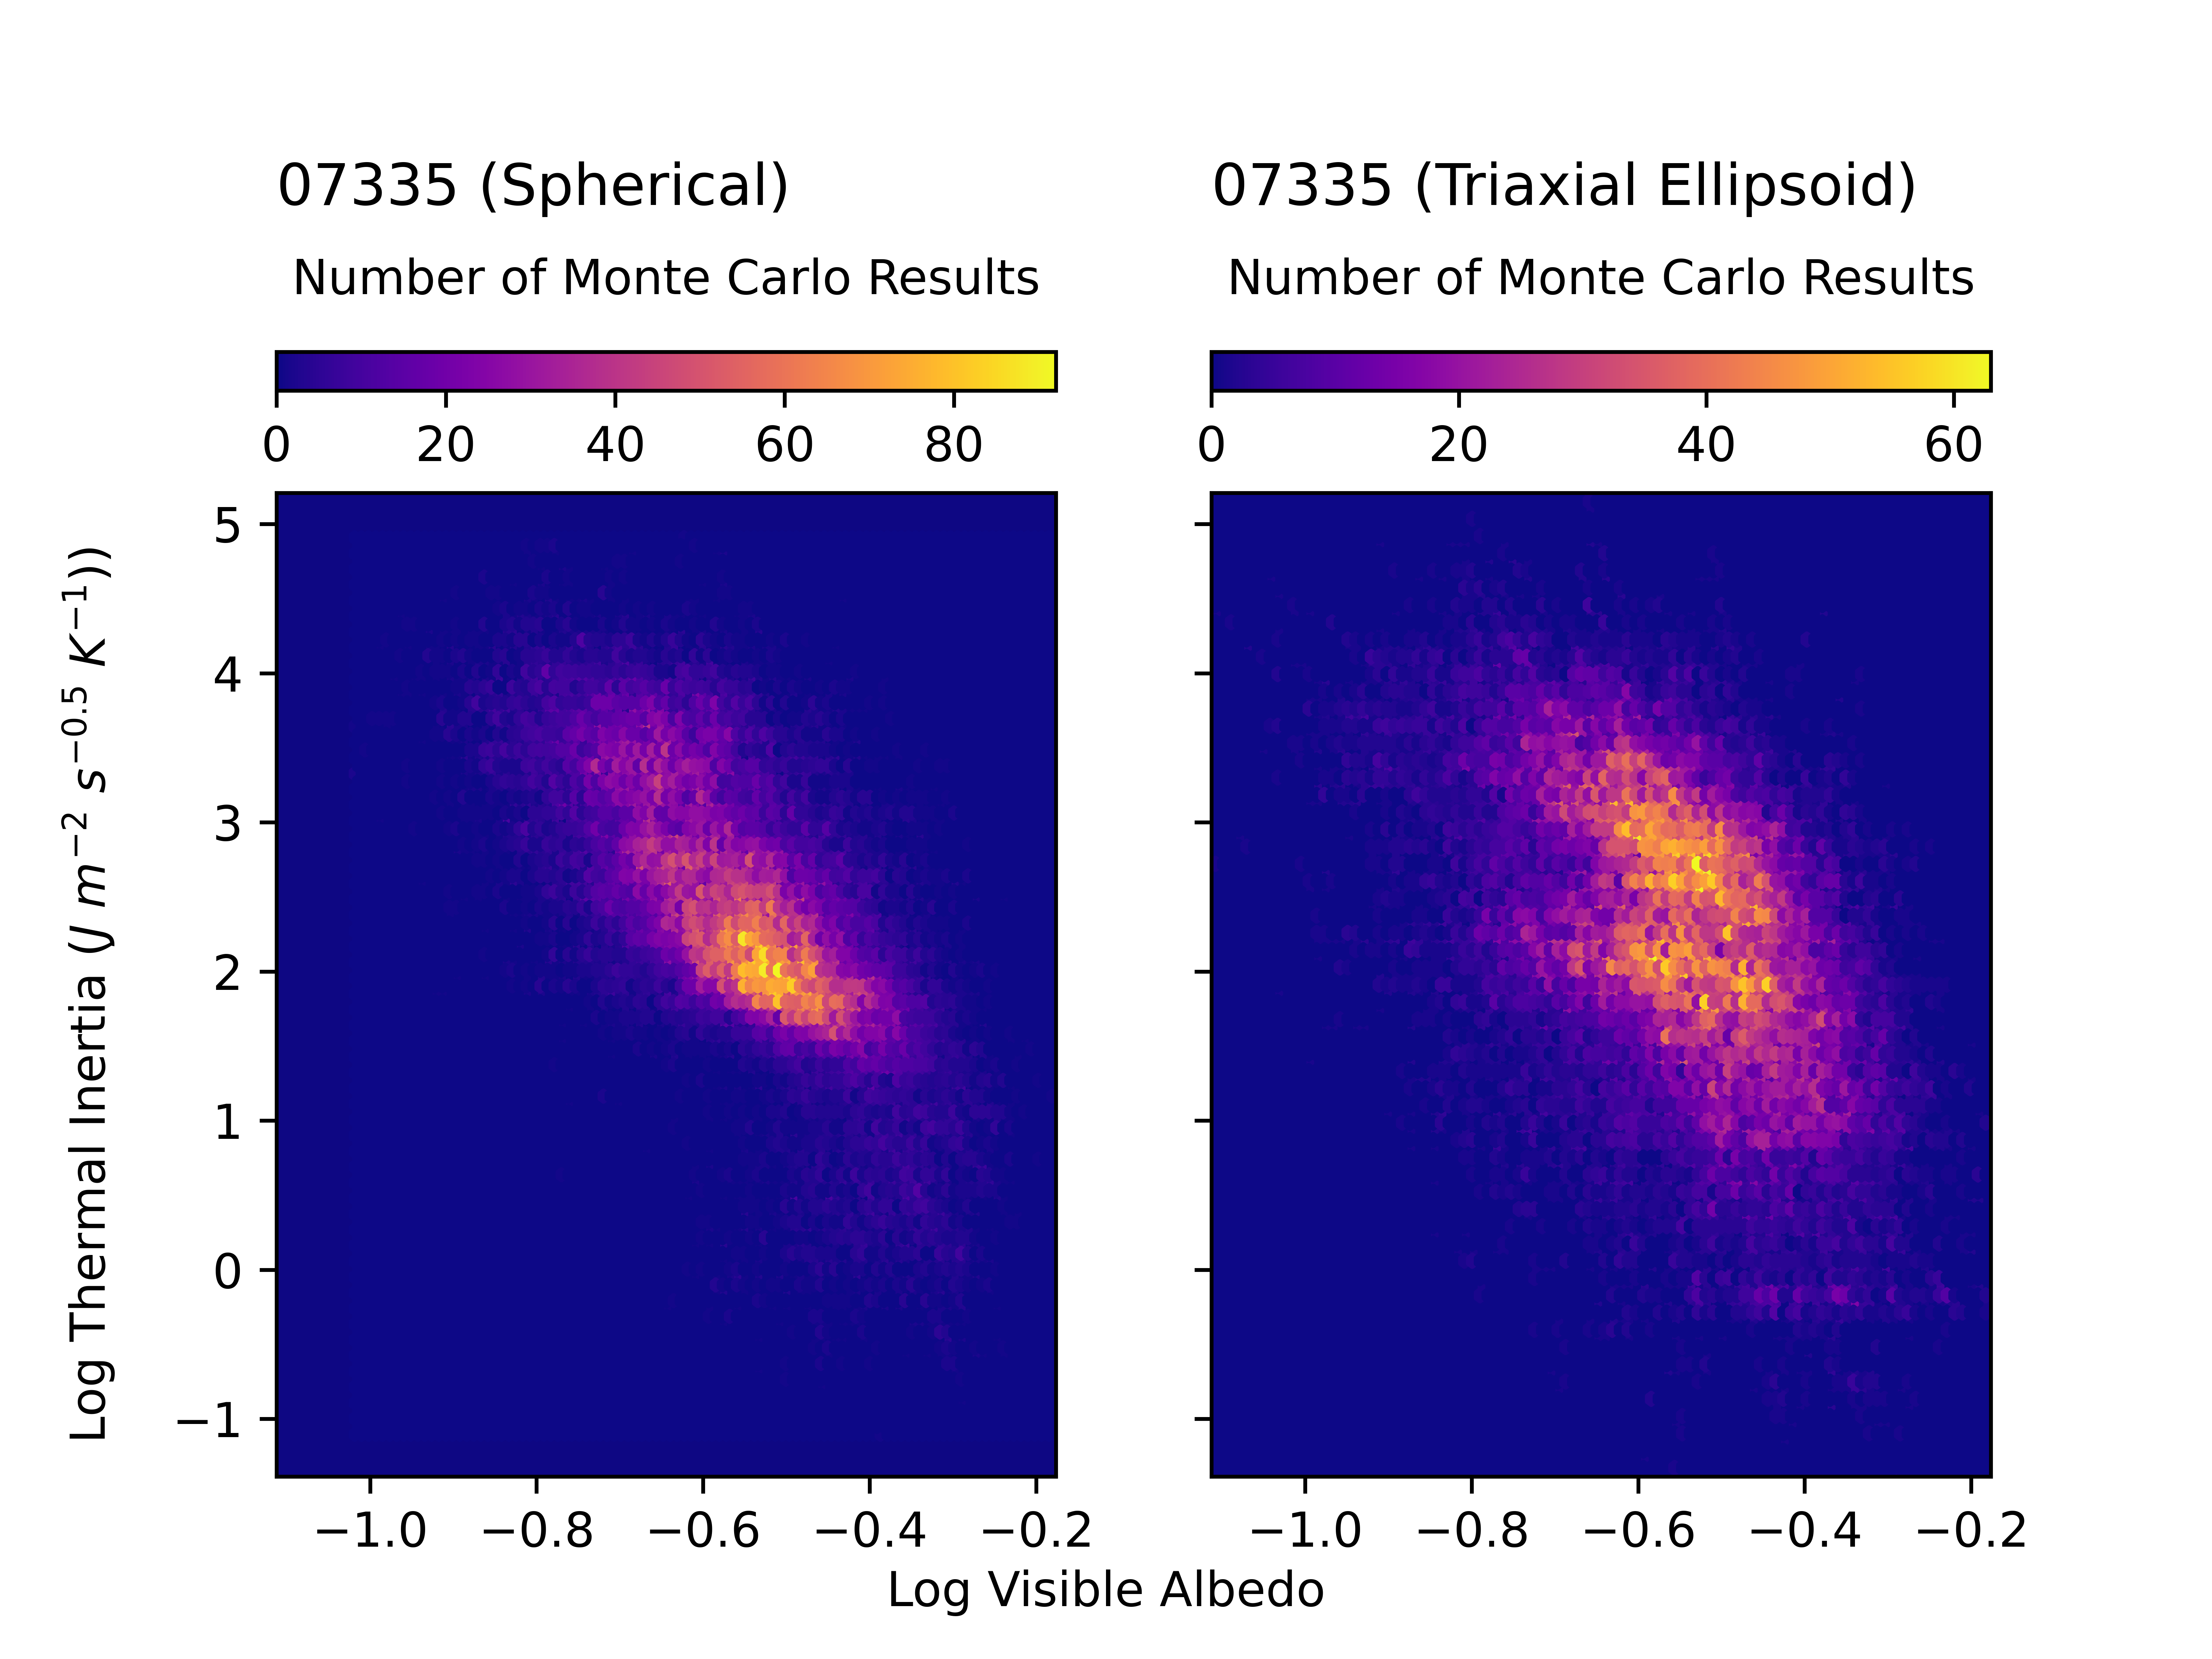 07335 (Spherical)
07335 (Triaxial Ellipsoid)
Number of Monte Carlo Results
Number of Monte Carlo Results
0 20 40 60 80
0 20 40 60
5
4
3
2
1
0
−1
Log Thermal Inertia (J m⁻² s⁻⁰·⁵ K⁻¹))
−1.0 −0.8 −0.6 −0.4 −0.2
−1.0 −0.8 −0.6 −0.4 −0.2
Log Visible Albedo